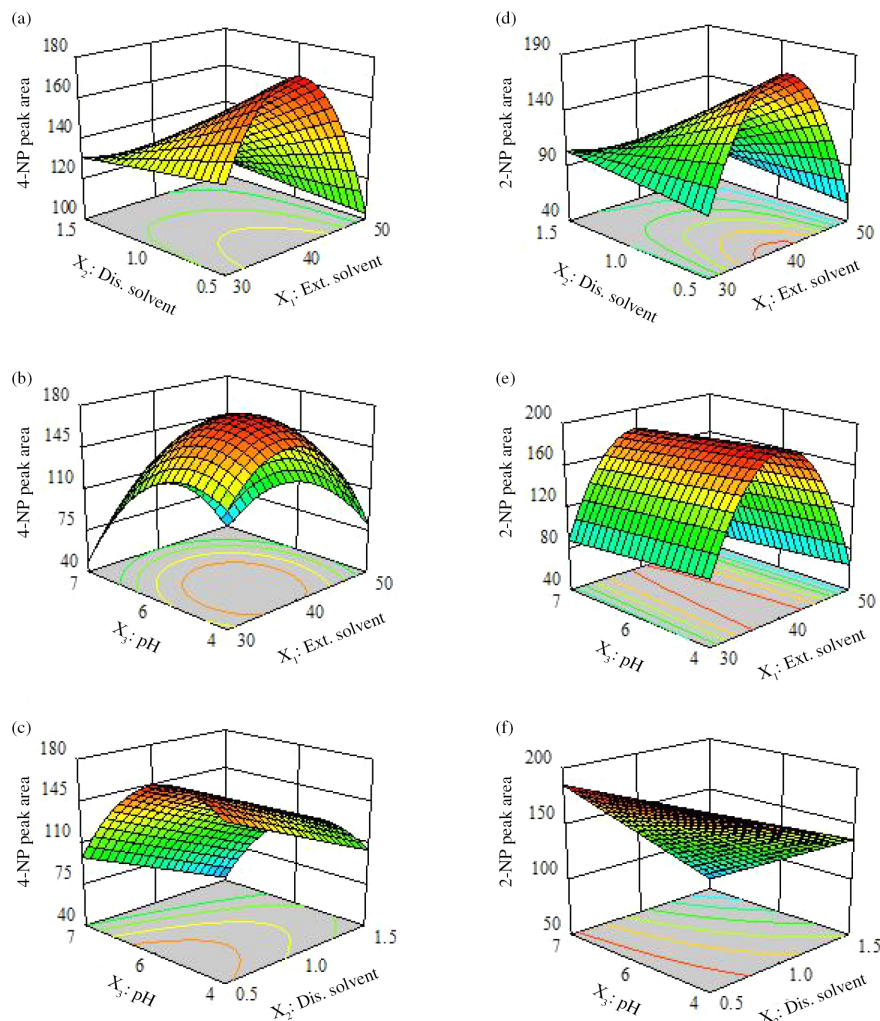 (a)
180
160
140
120
100
4-NP peak area
1.5
1.0
0.5
X2: Dis. solvent
30
40
50
X1: Ext. solvent
(d)
190
140
90
40
2-NP peak area
1.5
1.0
0.5
X2: Dis. solvent
30
40
50
X1: Ext. solvent
(b)
180
145
110
75
40
4-NP peak area
7
6
4
X3: pH
30
40
50
X1: Ext. solvent
(e)
200
160
120
80
40
2-NP peak area
7
6
4
X3: pH
30
40
50
X1: Ext. solvent
(c)
180
145
110
75
40
4-NP peak area
7
6
4
X3: pH
0.5
1.0
1.5
X2: Dis. solvent
(f)
200
150
100
50
2-NP peak area
7
6
4
X3: pH
0.5
1.0
1.5
X2: Dis. solvent